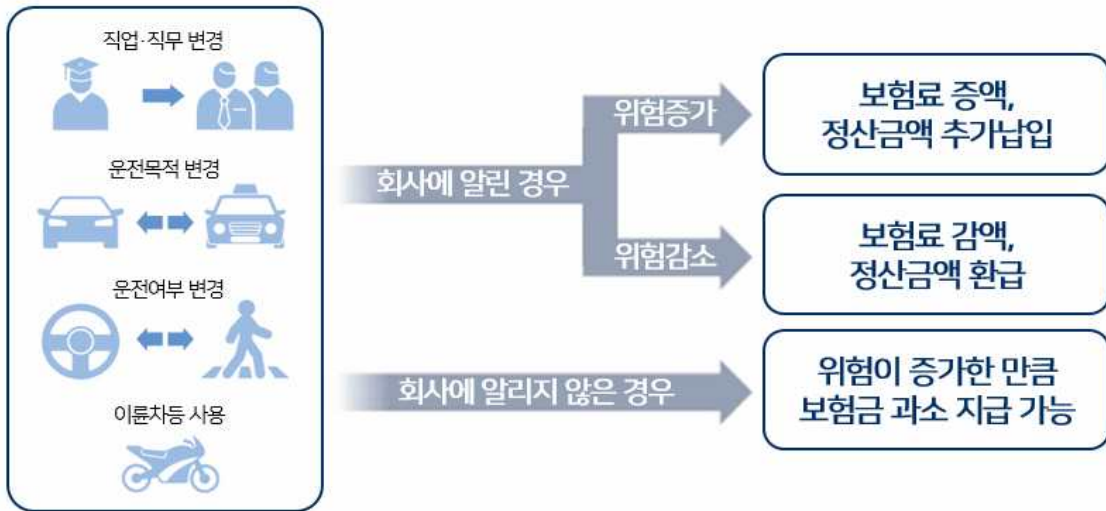 직업·직무 변경
운전목적 변경
운전여부 변경
이륜차등 사용
회사에 알린 경우
위험증가
위험감소
보험료 증액,
정산금액 추가납입
보험료 감액,
정산금액 환급
회사에 알리지 않은 경우
위험이 증가한 만큼
보험금 과소 지급 가능